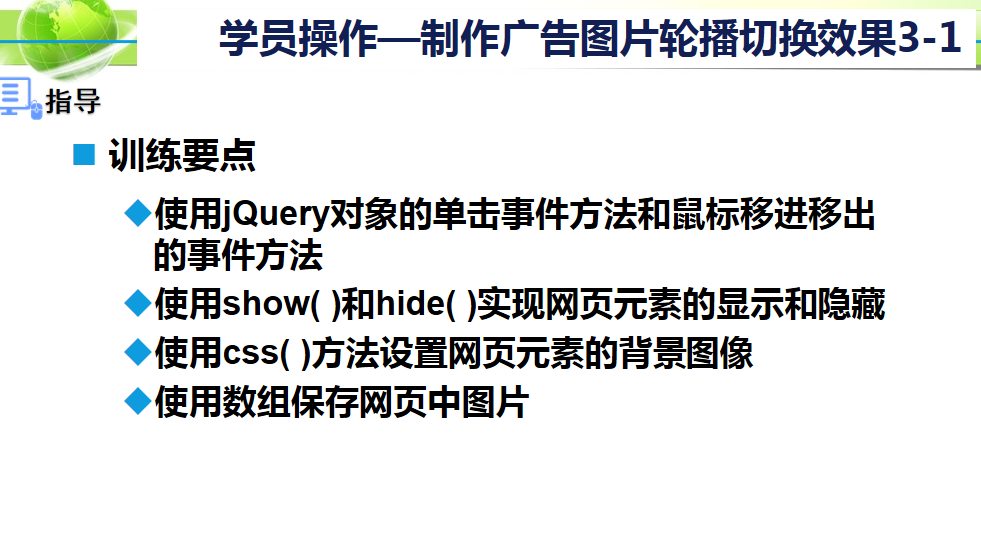 学员操作—制作广告图片轮播切换效果3-1
指导
训练要点
使用jQuery对象的单击事件方法和鼠标移进移出
的事件方法
使用show( )和hide( )实现网页元素的显示和隐藏
使用css( )方法设置网页元素的背景图像
使用数组保存网页中图片